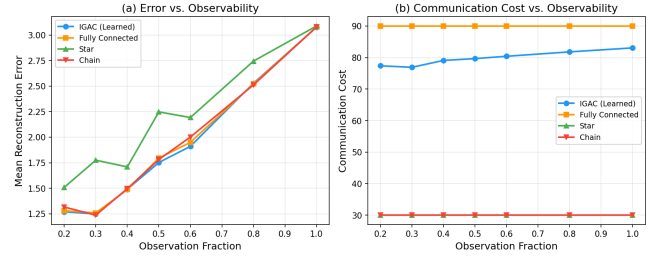 (a) Error vs. Observability
Mean Reconstruction Error
3.00
2.75
2.50
2.25
2.00
1.75
1.50
1.25
IGAC (Learned)
Fully Connected
Star
Chain
0.2 0.3 0.4 0.5 0.6 0.7 0.8 0.9 1.0
Observation Fraction
(b) Communication Cost vs. Observability
Communication Cost
90
80
70
60
50
40
30
IGAC (Learned)
Fully Connected
Star
Chain
0.2 0.3 0.4 0.5 0.6 0.7 0.8 0.9 1.0
Observation Fraction